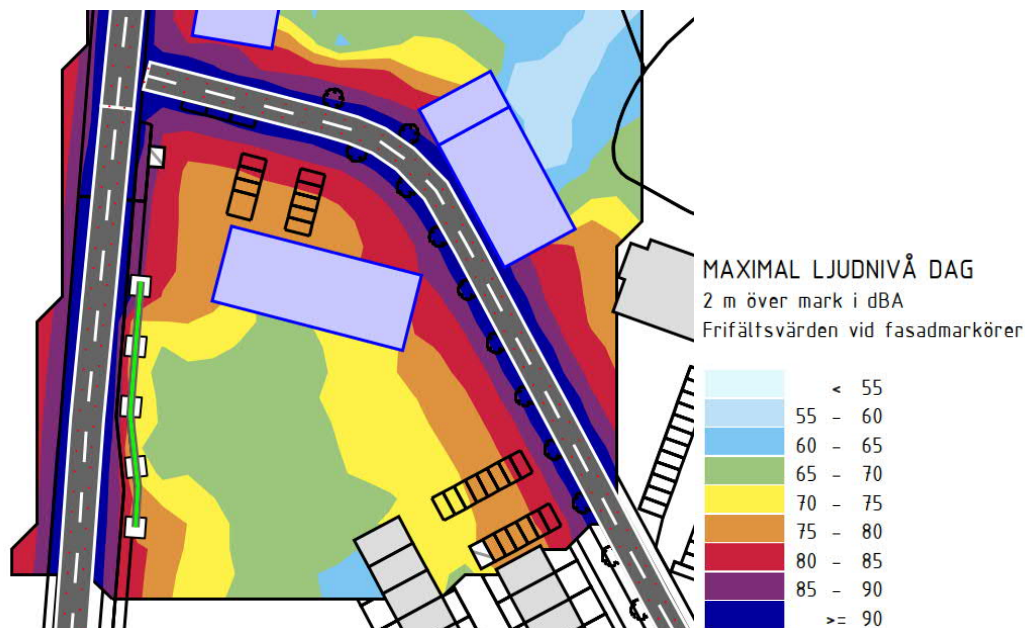 MAXIMAL LJUDNIVÅ DAG
2 m över mark i dBA
Frifältsvärden vid fasadmarkörer
< 55
55 - 60
60 - 65
65 - 70
70 - 75
75 - 80
80 - 85
85 - 90
>= 90